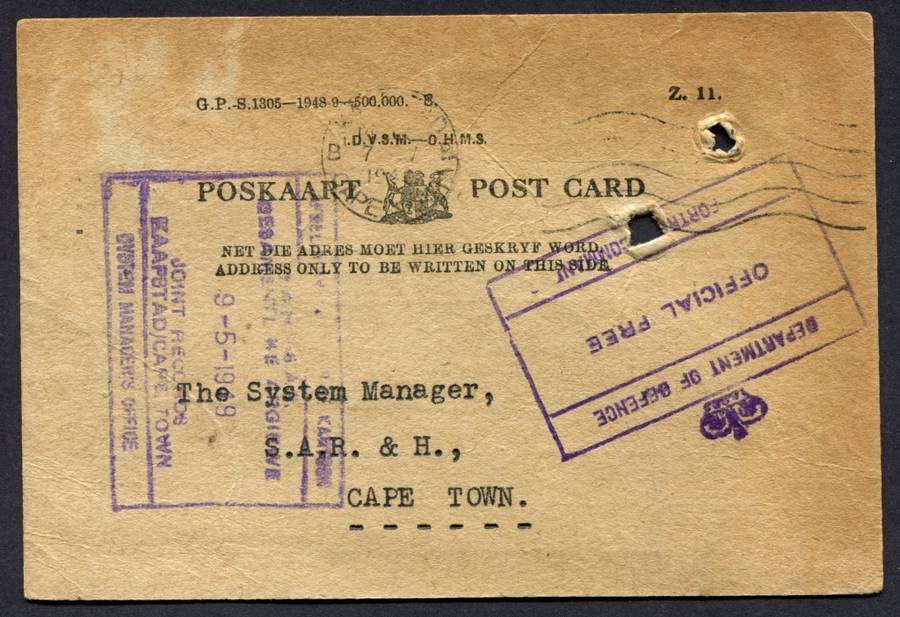 G.P.-S.1305—1948-9—500,000. S.
Z. 11.
D.V.S.M.—O.H.M.S.
POSKAART POST CARD
NET DIE ADRES MOET HIER GESKRYF WORD.
ADDRESS ONLY TO BE WRITTEN ON THIS SIDE
The System Manager,
S.A.R. & H.,
CAPE TOWN.
DEPARTMENT OF DEFENCE
OFFICIAL FREE
9-5-1949
JOINT RECORDS
KAAPSTAD/CAPE TOWN
SYSTEM MANAGER'S OFFICE